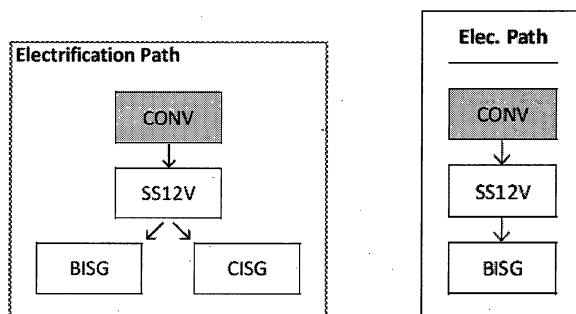 Electrification Path
CONV
SS12V
BISG CISG
Elec. Path
CONV
SS12V
BISG